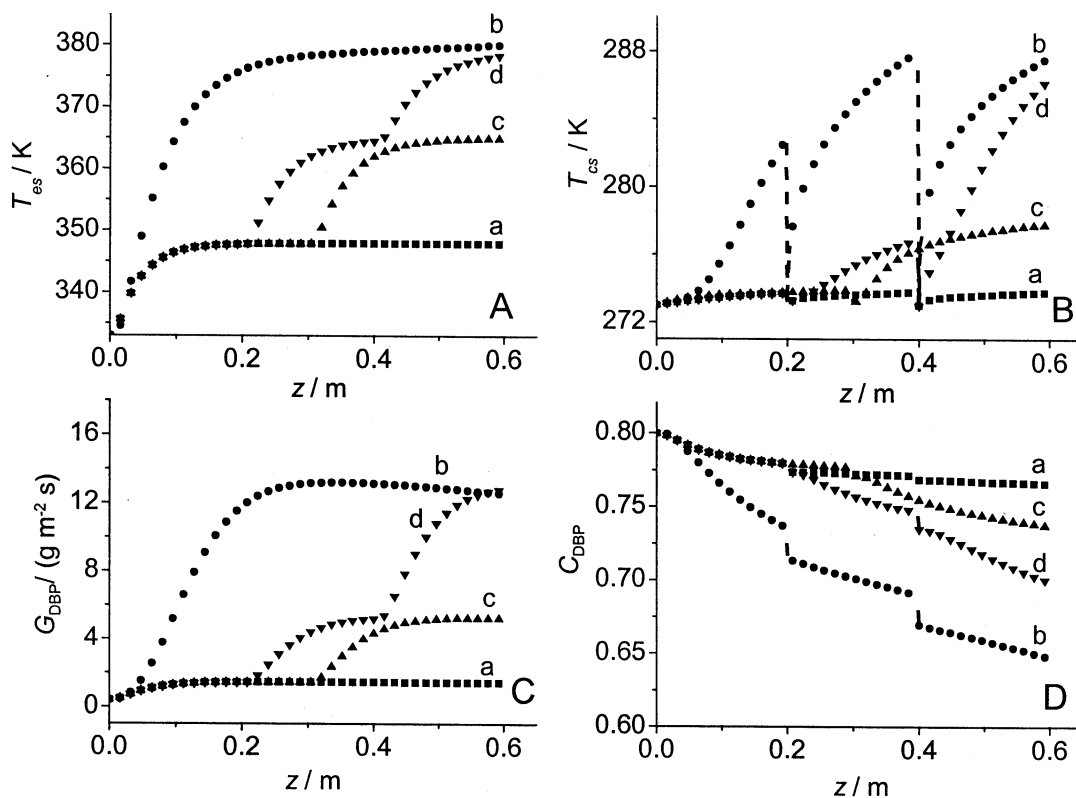 380
370
360
350
340
T_es / K
b
d
c
a
A
0.0 0.2 0.4 0.6
z / m
288
280
272
T_cs / K
b
d
c
a
B
0.0 0.2 0.4 0.6
z / m
16
12
8
4
0
G_DBP/ (g m⁻² s)
b
d
c
a
C
0.0 0.2 0.4 0.6
z / m
0.80
0.75
0.70
0.65
0.60
C_DBP
a
c
d
b
D
0.0 0.2 0.4 0.6
z / m